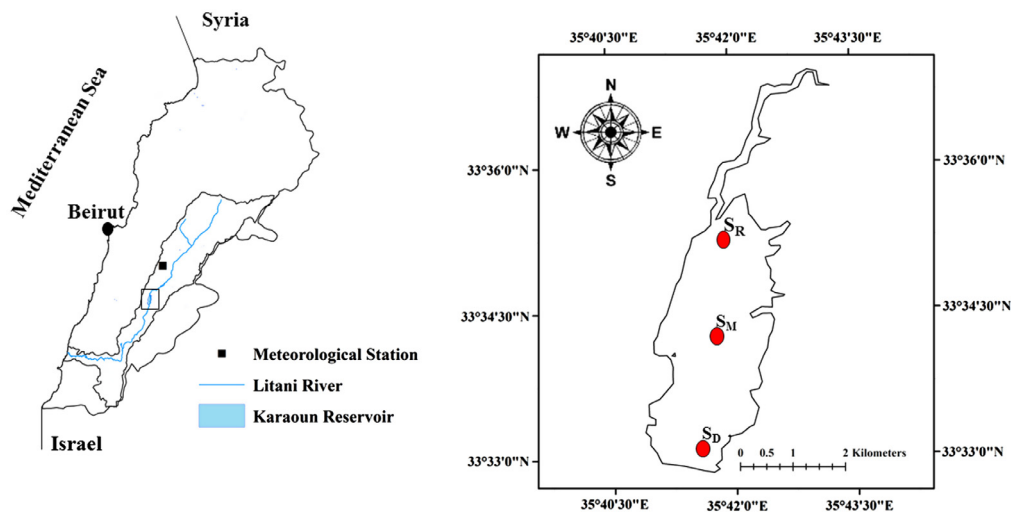 Syria
Mediterranean Sea
Beirut
Meteorological Station
Litani River
Karaoun Reservoir
Israel
35°40'30"E 35°42'0"E 35°43'30"E
N
W E
S
33°36'0"N 33°36'0"N
SR
33°34'30"N 33°34'30"N
SM
SD
0 0.5 1 2 Kilometers
33°33'0"N 33°33'0"N
35°40'30"E 35°42'0"E 35°43'30"E